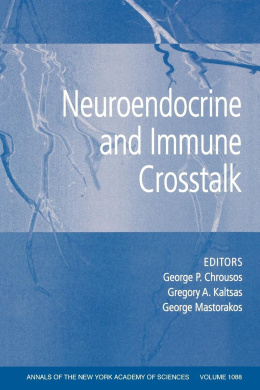 Neuroendocrine
and Immune
Crosstalk
EDITORS
George P. Chrousos
Gregory A. Kaltsas
George Mastorakos
ANNALS OF THE NEW YORK ACADEMY OF SCIENCES VOLUME 1088